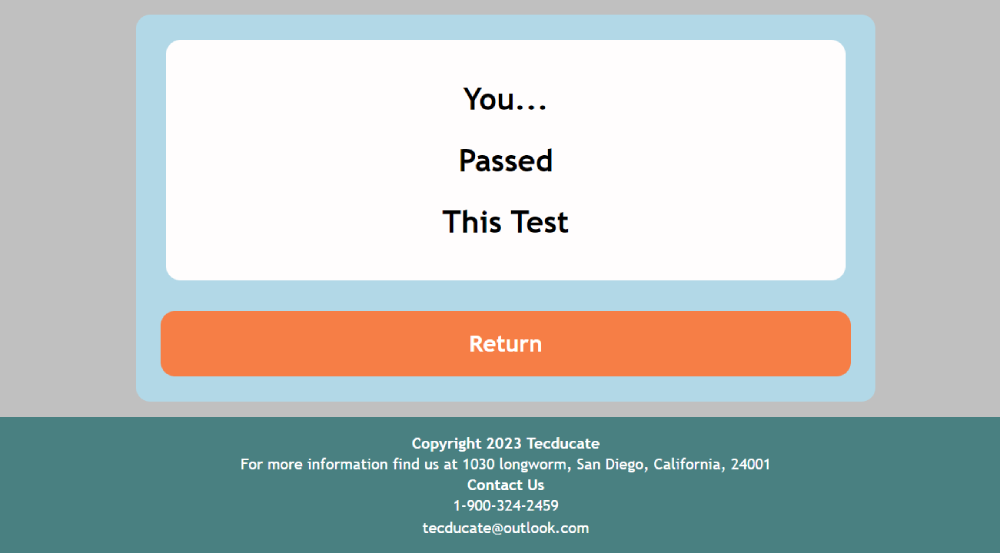 You...
Passed
This Test
Return
Copyright 2023 Tecducate
For more information find us at 1030 longworm, San Diego, California, 24001
Contact Us
1-900-324-2459
tecducate@outlook.com